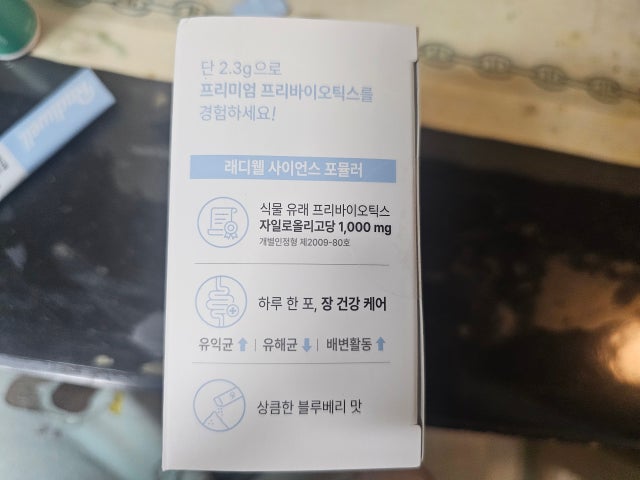 단 2.3g으로
프리미엄 프리바이오틱스를
경험하세요!
래디웰 사이언스 포뮬러
식물 유래 프리바이오틱스
자일로올리고당 1,000 mg
개별인정형 제2009-80호
하루 한 포, 장 건강 케어
유익균 ↑ | 유해균 ↓ | 배변활동 ↑
상큼한 블루베리 맛
Radiwell